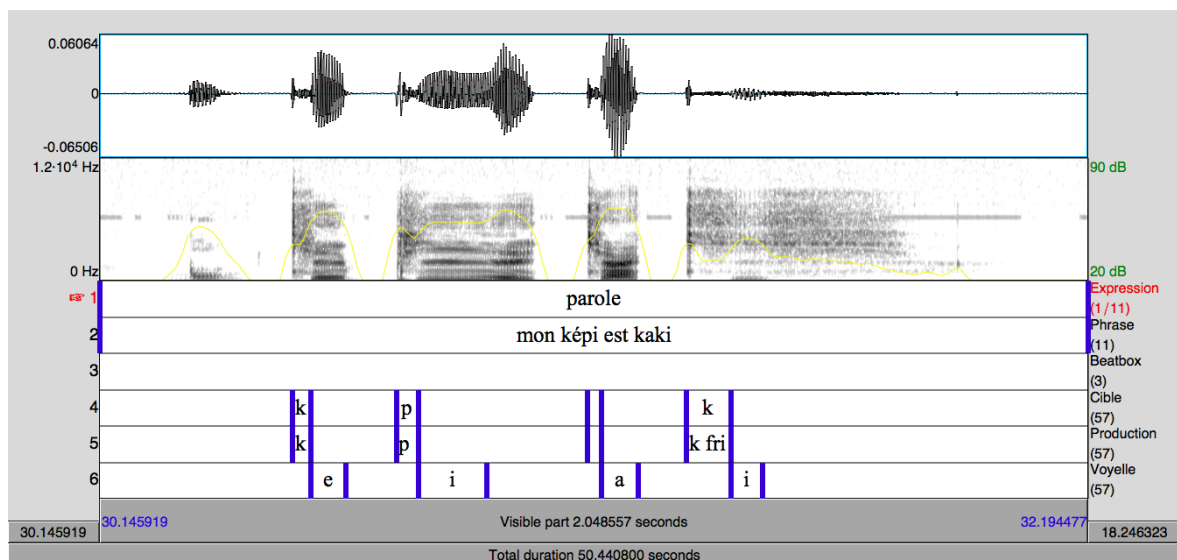 0.06064
0
-0.06506
1.2·10⁴ Hz
90 dB
0 Hz
20 dB
1 parole Expression
(1/11)
2 mon képi est kaki Phrase
(11)
3 Beatbox
(3)
4 k p k Cible
(57)
5 k p k fri Production
(57)
6 e i a i Voyelle
(57)
30.145919 Visible part 2.048557 seconds 32.194477
30.145919 18.246323
Total duration 50.440800 seconds